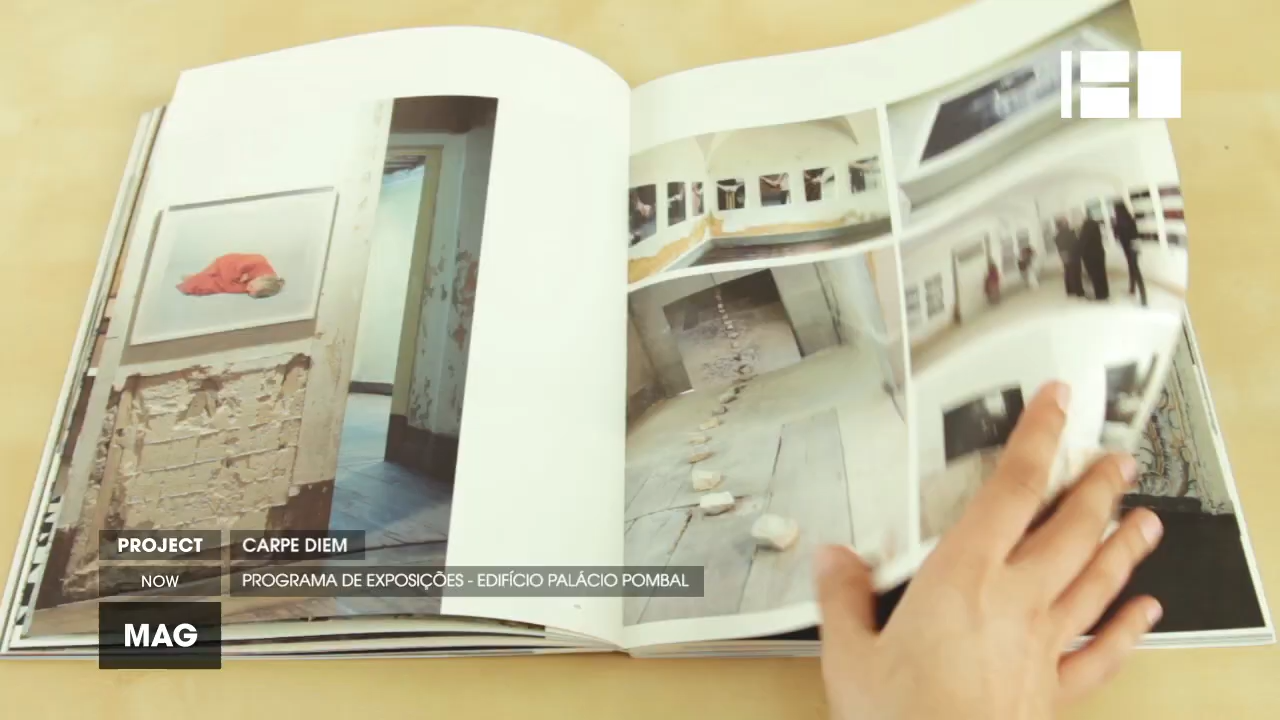 PROJECT CARPE DIEM
NOW PROGRAMA DE EXPOSIÇÕES - EDIFÍCIO PALÁCIO POMBAL
MAG